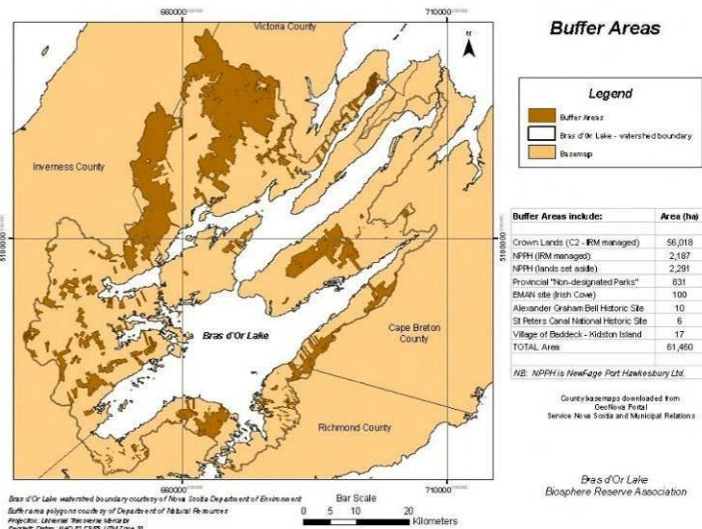 660000
710000
Victoria County
N
Inverness County
5100000
5100000
Bras d'Or Lake
Cape Breton
County
Richmond County
660000
710000
Buffer Areas
Legend
Buffer Areas
Bras d'Or Lake - watershed boundary
Basemap
Buffer Areas include: Area (ha)
Crown Lands (C2 - IRM managed) 56,018
NPPH (IRM managed) 2,187
NPPH (lands set aside) 2,291
Provincial "Non-designated Parks" 831
EMAN site (Irish Cove) 100
Alexander Graham Bell Historic Site 10
St Peters Canal National Historic Site 6
Village of Baddeck - Kidston Island 17
TOTAL Area 61,460
NB: NPPH is NewPage Port Hawkesbury Ltd.
County basemaps downloaded from
GeoNova Portal
Service Nova Scotia and Municipal Relations
Bras d'Or Lake
Biosphere Reserve Association
Bras d'Or Lake watershed boundary courtesy of Nova Scotia Department of Environment
Buffer area polygons courtesy of Department of Natural Resources
Projection: Universal Transverse Mercator
Bar Scale
0 5 10 20
Kilometers